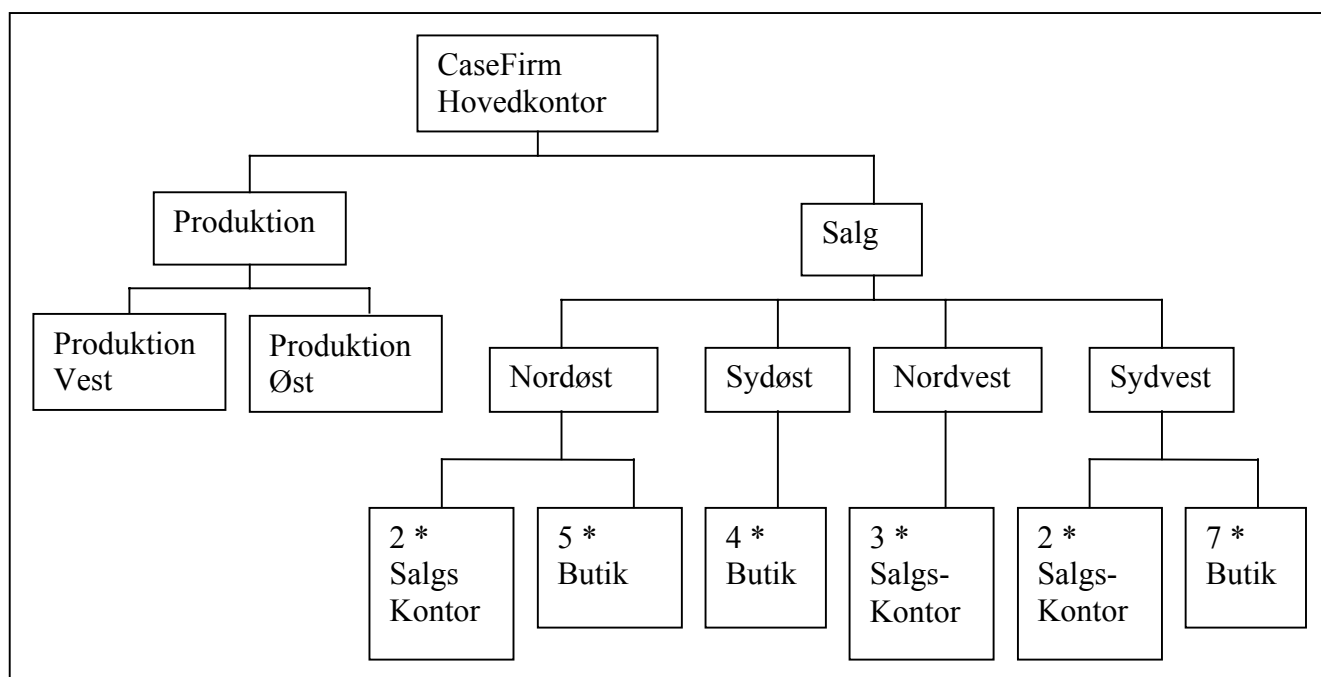 CaseFirm
Hovedkontor
Produktion
Salg
Produktion
Vest
Produktion
Øst
Nordøst
Sydøst
Nordvest
Sydvest
2 *
Salgs
Kontor
5 *
Butik
4 *
Butik
3 *
Salgs-
Kontor
2 *
Salgs-
Kontor
7 *
Butik